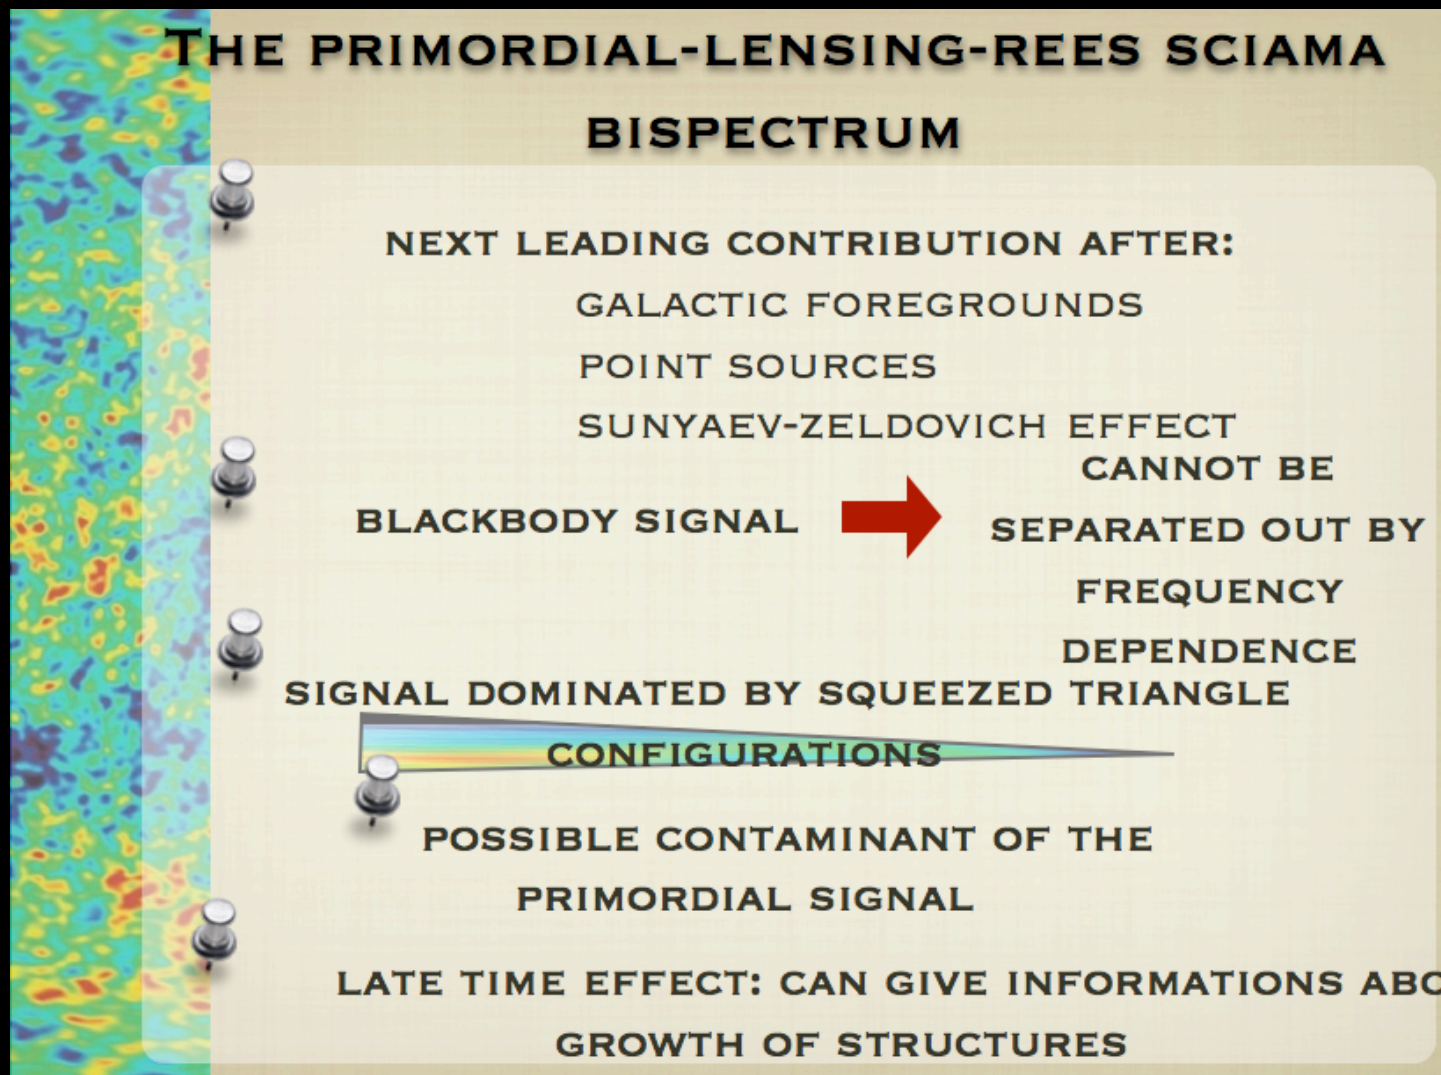 THE PRIMORDIAL-LENSING-REES SCIAMA
BISPECTRUM
NEXT LEADING CONTRIBUTION AFTER:
GALACTIC FOREGROUNDS
POINT SOURCES
SUNYAEV-ZELDOVICH EFFECT
BLACKBODY SIGNAL
CANNOT BE
SEPARATED OUT BY
FREQUENCY
DEPENDENCE
SIGNAL DOMINATED BY SQUEEZED TRIANGLE
CONFIGURATIONS
POSSIBLE CONTAMINANT OF THE
PRIMORDIAL SIGNAL
LATE TIME EFFECT: CAN GIVE INFORMATIONS
GROWTH OF STRUCTURES